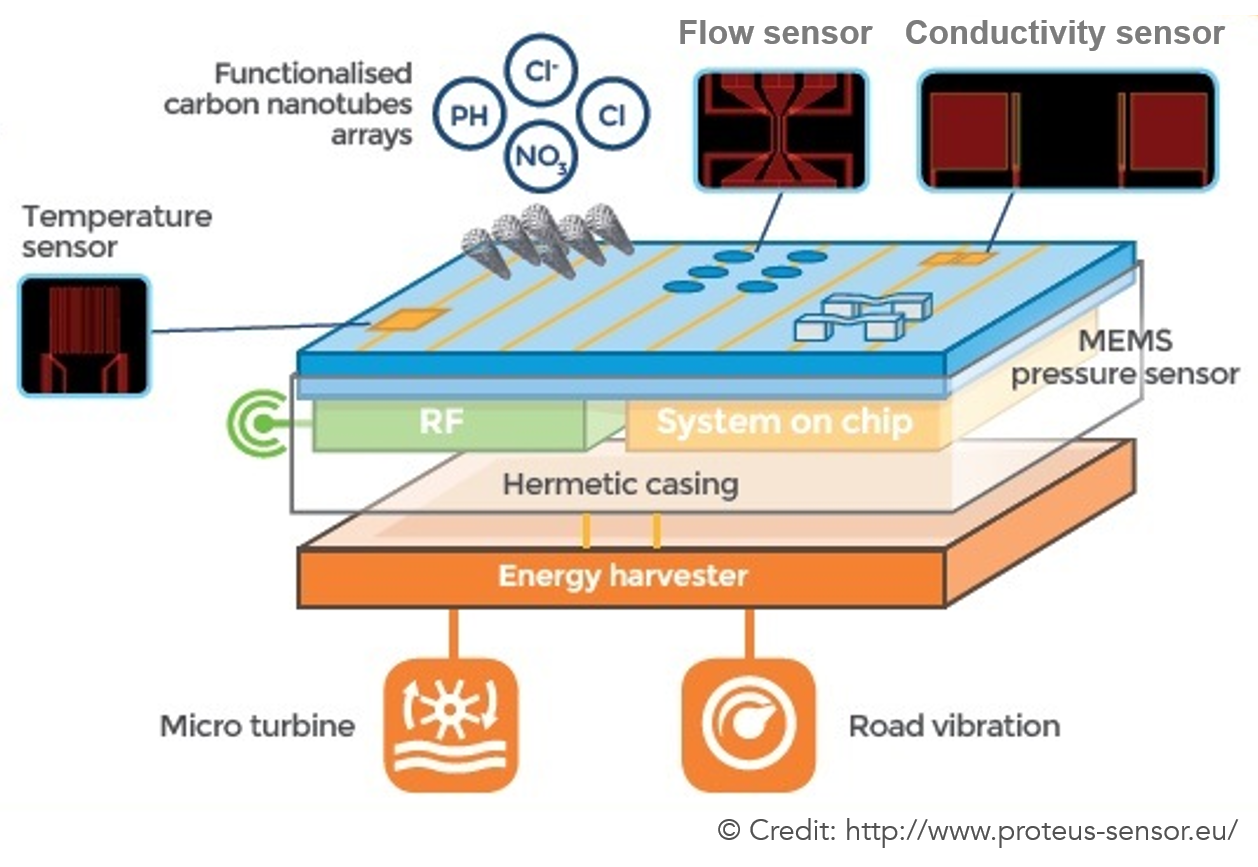 Flow sensor
Conductivity sensor
Functionalised
carbon nanotubes
arrays
Cl-
PH
Cl
NO3
Temperature
sensor
MEMS
pressure sensor
RF
System on chip
Hermetic casing
Energy harvester
Micro turbine
Road vibration
© Credit: http://www.proteus-sensor.eu/